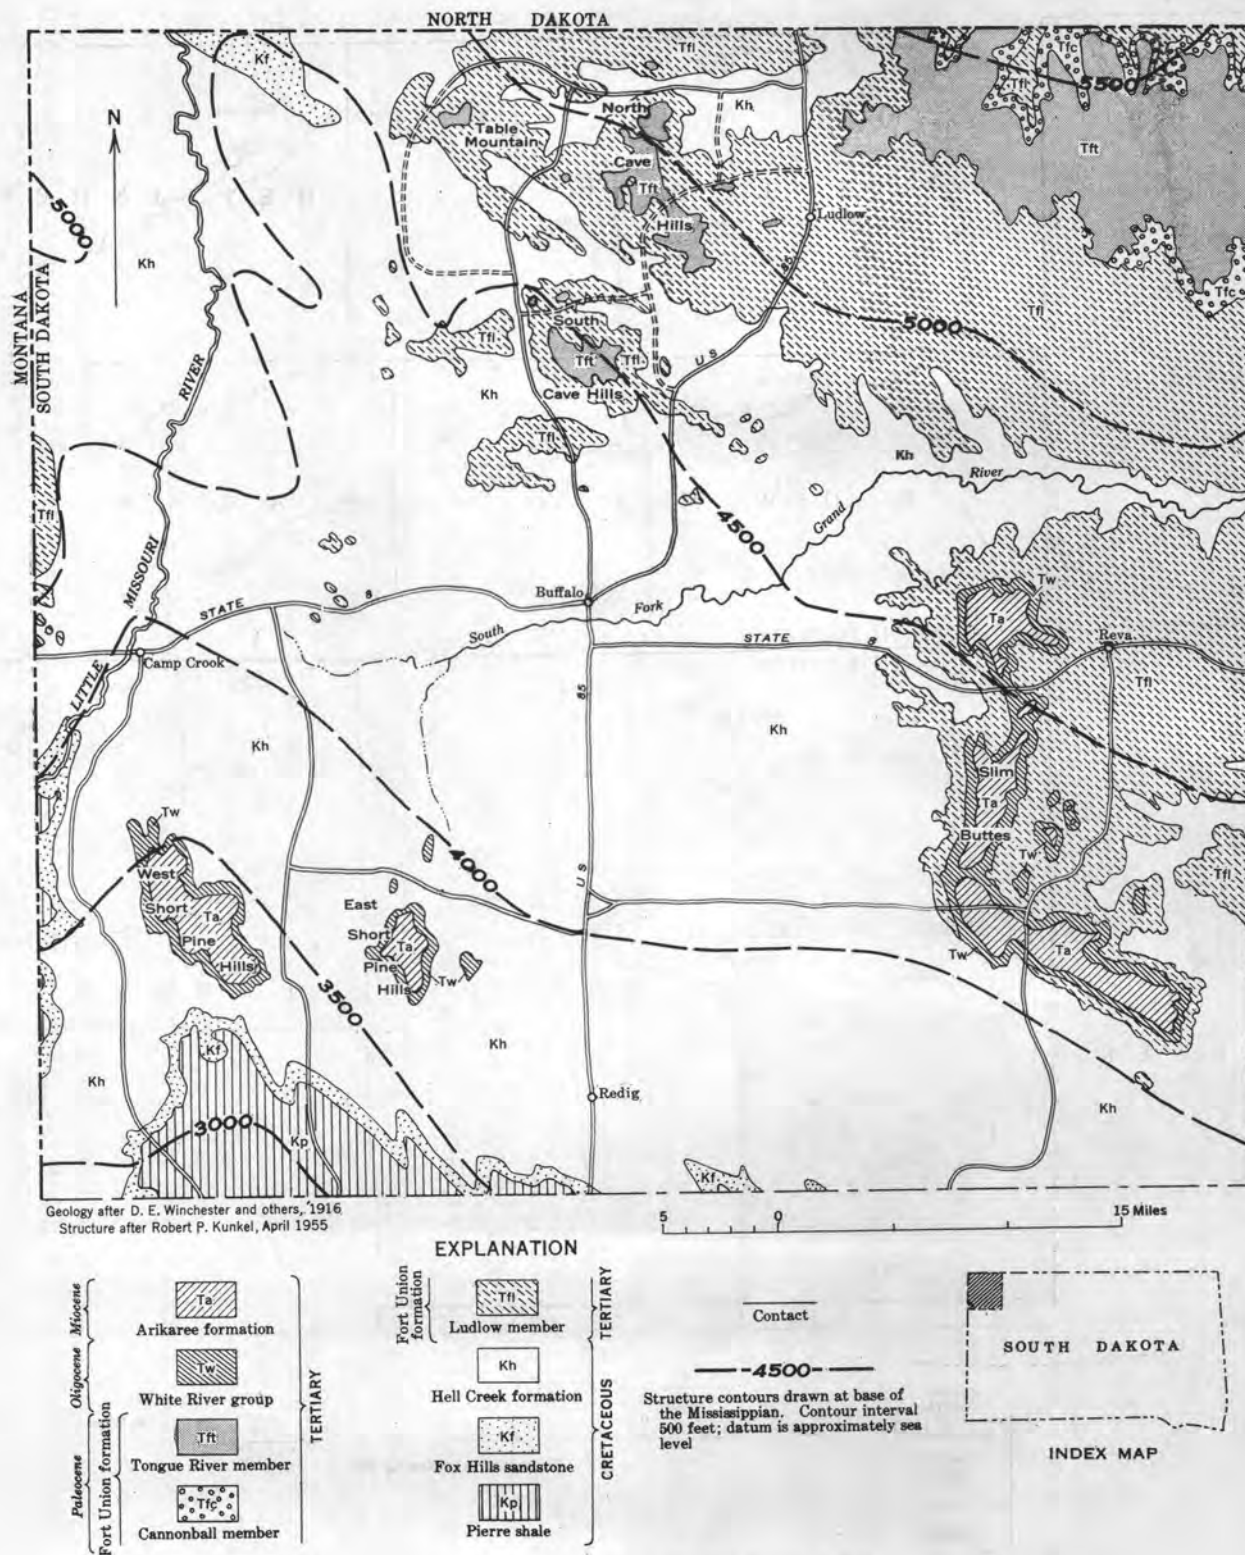 NORTH DAKOTA
Kf
Tfl
Tfc
5500
Tfl
N
Kh
North
Table
Mountain
Cave
Tft
Tft
Hills
Ludlow
5000
Kh
85
Tfc
MONTANA
SOUTH DAKOTA
5000
Tfl
South
Tfl
Tft
Tfl
U S
RIVER
Kh
Cave Hills
Tfl
Kh
River
8
Tfl
4500
Grand
MISSOURI
Buffalo
Tw
STATE
8
Fork
Ta
South
STATE
8
Reva
Camp Crook
LITTLE
Tfl
85
Kh
Kh
Slim
Ta
Tw
Buttes
West
4000
Tw
U S
Tfl
East
Short
Ta
Short
Kh
Pine
Ta
Tw
Ta
Hills
Pine
Tw
Hills
3500
Kf
Kh
Kh
Redig
Kh
3000
Kp
Kf
Geology after D. E. Winchester and others, 1916
Structure after Robert P. Kunkel, April 1955
5 0 15 Miles
EXPLANATION
Miocene
Ta
Arikaree formation
Oligocene
Tw
White River group
Paleocene
Fort Union formation
Tft
Tongue River member
Tfc
Cannonball member
TERTIARY
Fort Union
formation
Tfl
Ludlow member
TERTIARY
Kh
Hell Creek formation
Kf
Fox Hills sandstone
Kp
Pierre shale
CRETACEOUS
Contact
4500
Structure contours drawn at base of
the Mississippian. Contour interval
500 feet; datum is approximately sea
level
SOUTH DAKOTA
INDEX MAP